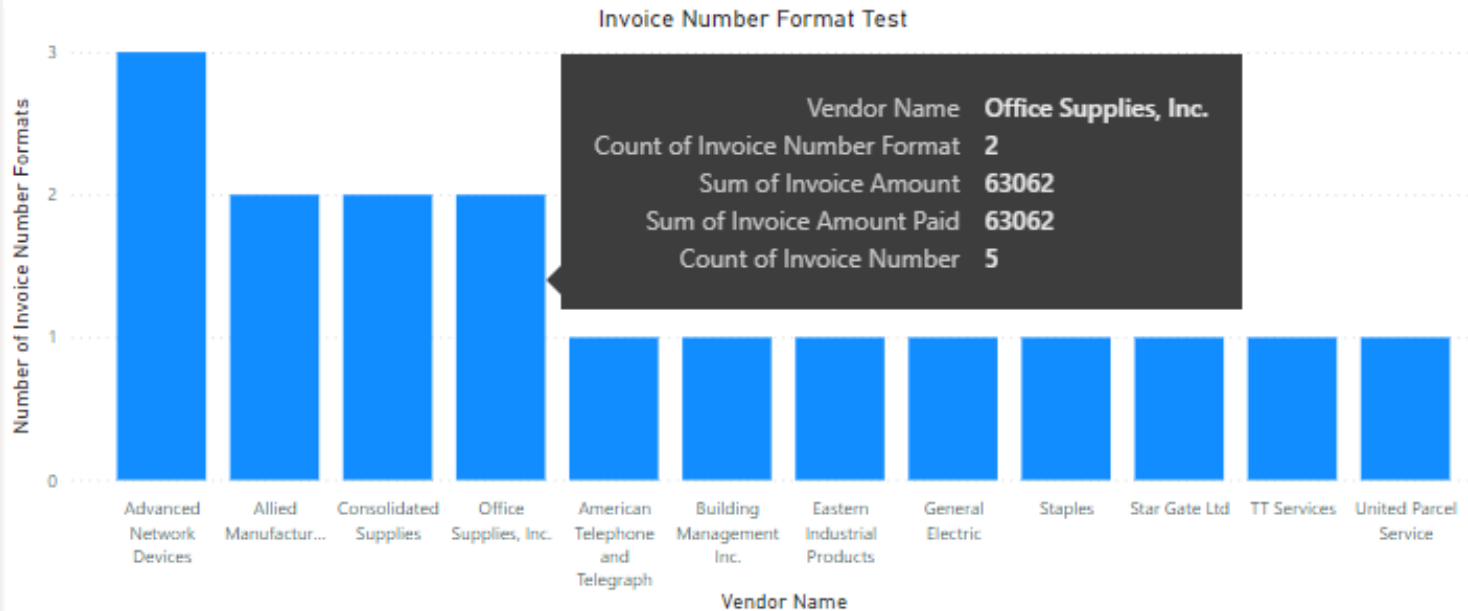 Invoice Number Format Test
Number of Invoice Number Formats
3
2
1
0
Vendor Name Office Supplies, Inc.
Count of Invoice Number Format 2
Sum of Invoice Amount 63062
Sum of Invoice Amount Paid 63062
Count of Invoice Number 5
Advanced
Network
Devices
Allied
Manufactur...
Consolidated
Supplies
Office
Supplies, Inc.
American
Telephone
and
Telegraph
Building
Management
Inc.
Eastern
Industrial
Products
General
Electric
Staples
Star Gate Ltd
TT Services
United Parcel
Service
Vendor Name